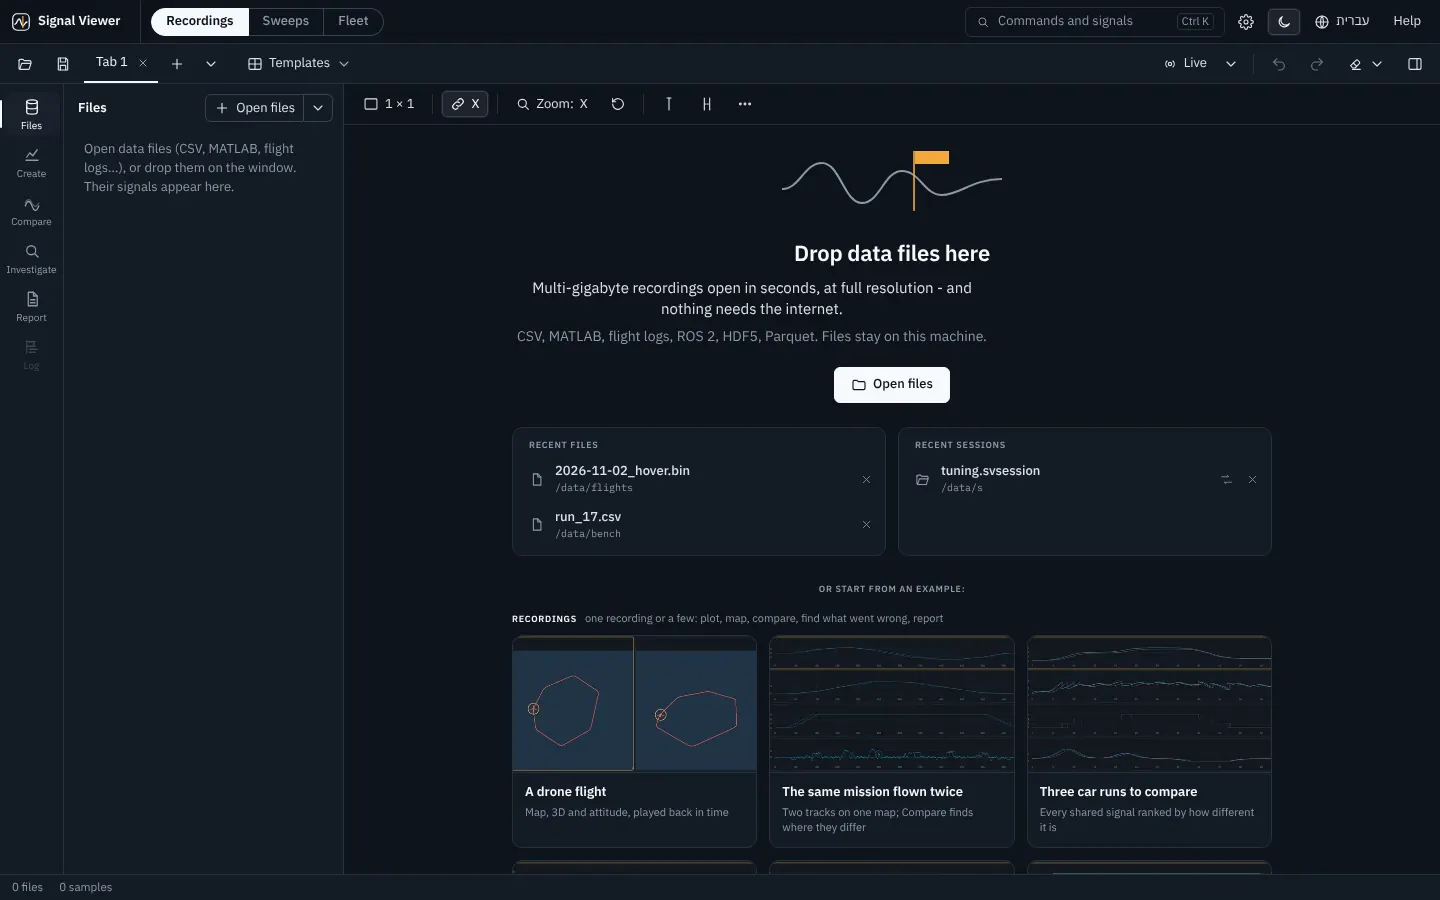 Signal Viewer
Recordings
Sweeps
Fleet
Commands and signals
Ctrl K
עברית
Help
Tab 1
Templates
Live
Files
Create
Compare
Investigate
Report
Log
Files
Open files
Open data files (CSV, MATLAB, flight
logs...), or drop them on the window.
Their signals appear here.
1 × 1
X
Zoom: X
Drop data files here
Multi-gigabyte recordings open in seconds, at full resolution - and
nothing needs the internet.
CSV, MATLAB, flight logs, ROS 2, HDF5, Parquet. Files stay on this machine.
Open files
RECENT FILES
2026-11-02_hover.bin
/data/flights
run_17.csv
/data/bench
RECENT SESSIONS
tuning.svsession
/data/s
OR START FROM AN EXAMPLE:
RECORDINGS one recording or a few: plot, map, compare, find what went wrong, report
A drone flight
Map, 3D and attitude, played back in time
The same mission flown twice
Two tracks on one map; Compare finds
where they differ
Three car runs to compare
Every shared signal ranked by how different
it is
0 files
0 samples